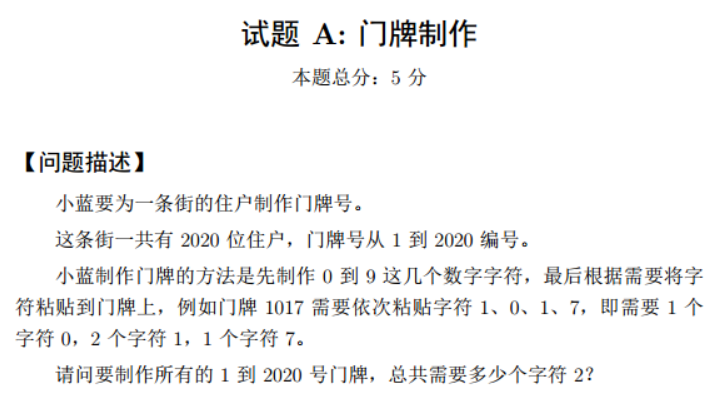 试题 A: 门牌制作
本题总分：5 分
【问题描述】
小蓝要为一条街的住户制作门牌号。
这条街一共有 2020 位住户，门牌号从 1 到 2020 编号。
小蓝制作门牌的方法是先制作 0 到 9 这几个数字字符，最后根据需要将字
符粘贴到门牌上，例如门牌 1017 需要依次粘贴字符 1、0、1、7，即需要 1 个
字符 0，2 个字符 1，1 个字符 7。
请问要制作所有的 1 到 2020 号门牌，总共需要多少个字符 2？